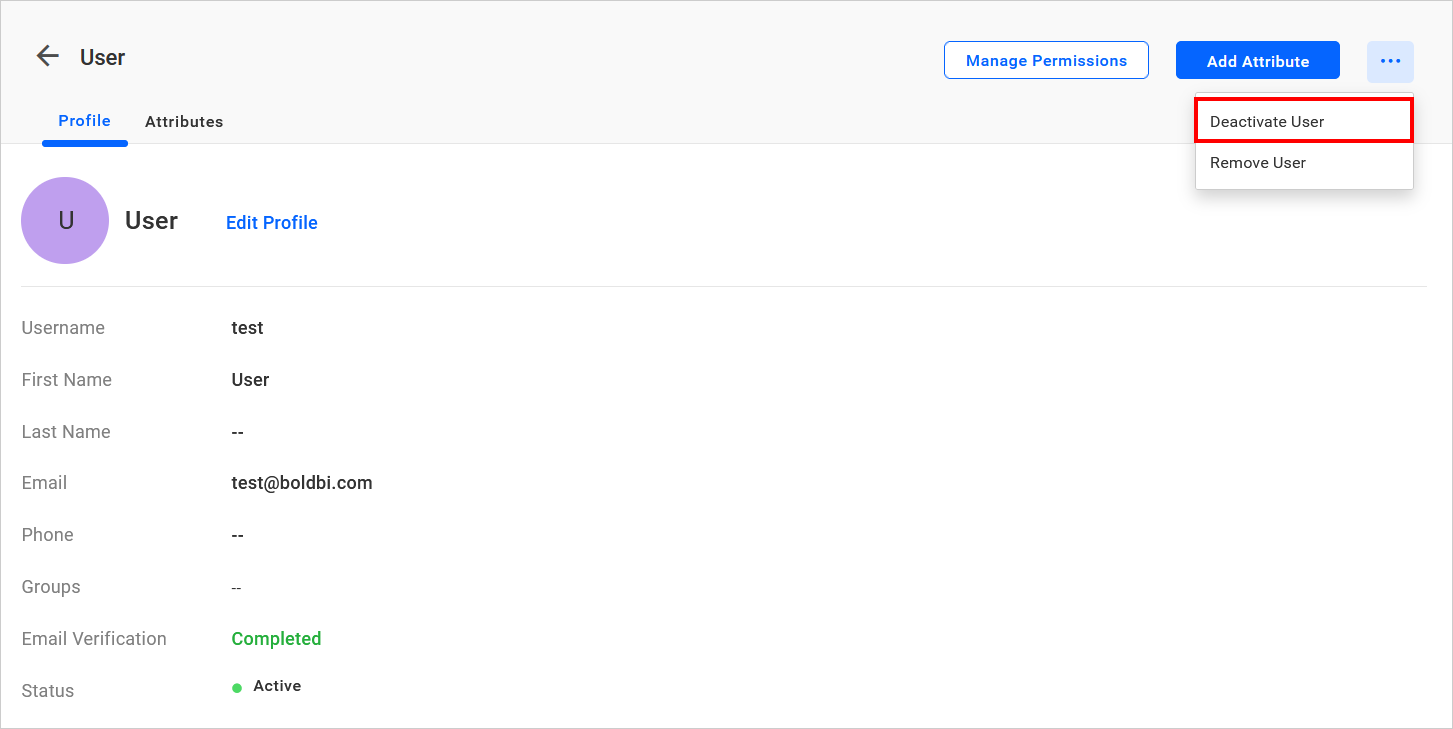 User
Manage Permissions
Add Attribute
Profile
Attributes
Deactivate User
Remove User
U
User
Edit Profile
Username test
First Name User
Last Name --
Email test@boldbi.com
Phone --
Groups --
Email Verification Completed
Status Active